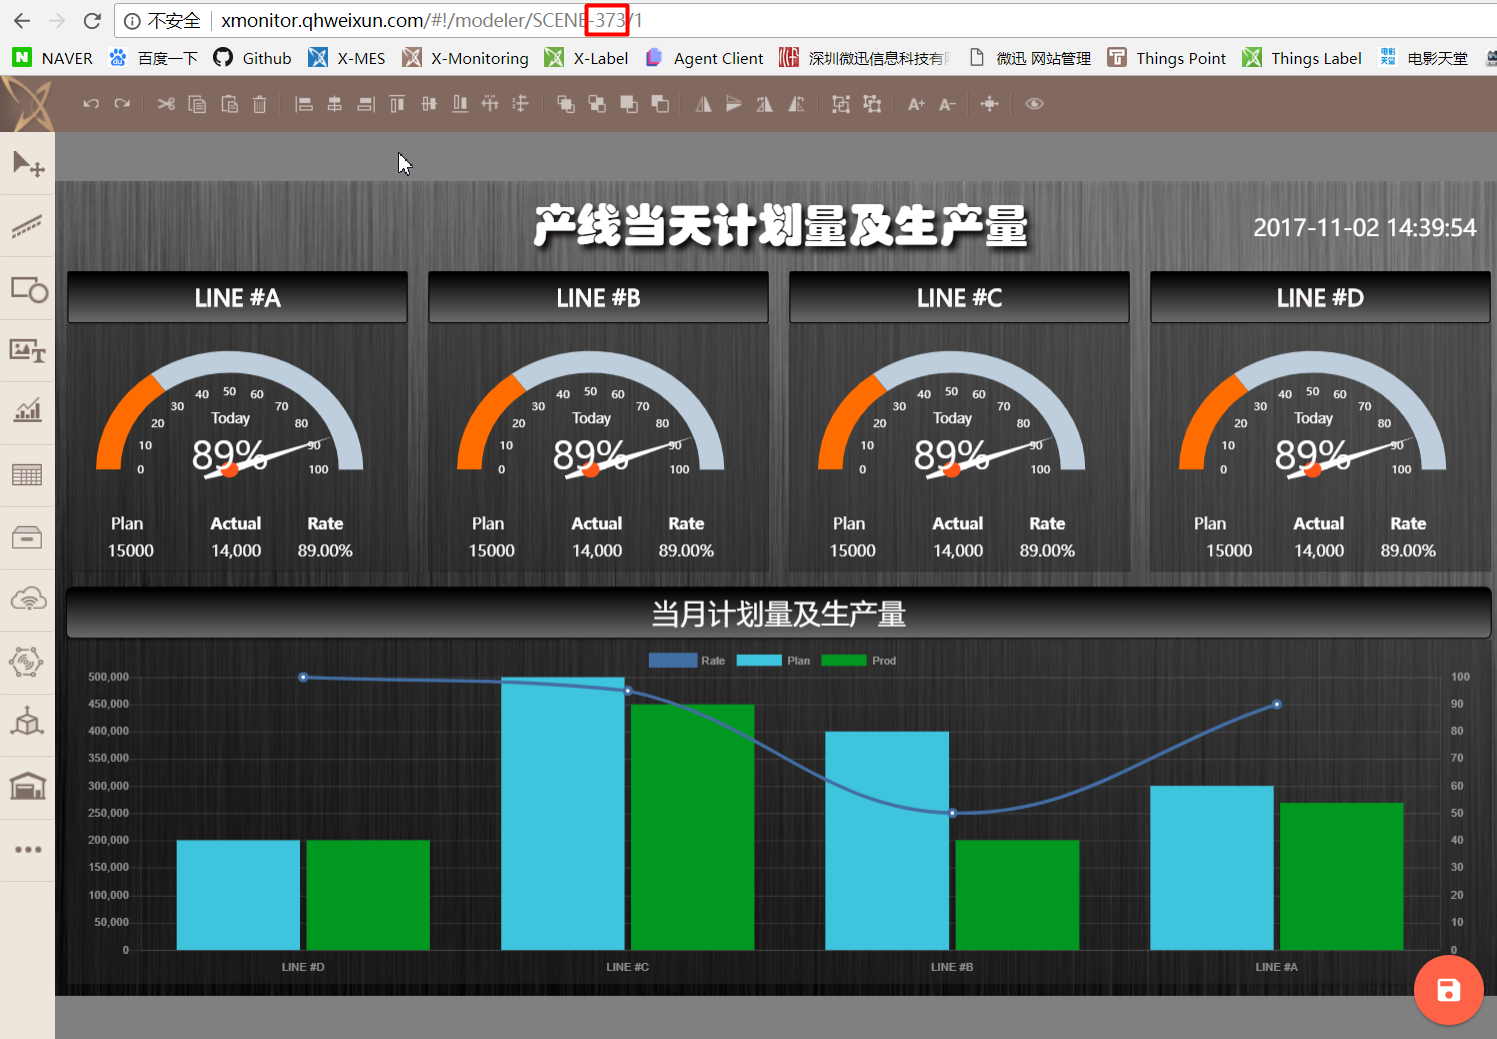 不安全 xmonitor.qhweixun.com/#!/modeler/SCENE-373/1
NAVER 百度一下 Github X-MES X-Monitoring X-Label Agent Client 深圳微迅信息科技有 微迅 网站管理 Things Point Things Label 电影天堂 电影天堂
A+ A-
产线当天计划量及生产量
2017-11-02 14:39:54
LINE #A LINE #B LINE #C LINE #D
0 10 20 30 40 50 60 70 80 90 100
Today
89%
0 10 20 30 40 50 60 70 80 90 100
Today
89%
0 10 20 30 40 50 60 70 80 90 100
Today
89%
0 10 20 30 40 50 60 70 80 90 100
Today
89%
Plan Actual Rate Plan Actual Rate Plan Actual Rate Plan Actual Rate
15000 14,000 89.00% 15000 14,000 89.00% 15000 14,000 89.00% 15000 14,000 89.00%
当月计划量及生产量
Rate Plan Prod
500,000 100
450,000 90
400,000 80
350,000 70
300,000 60
250,000 50
200,000 40
150,000 30
100,000 20
50,000 10
0 0
LINE #D LINE #C LINE #B LINE #A